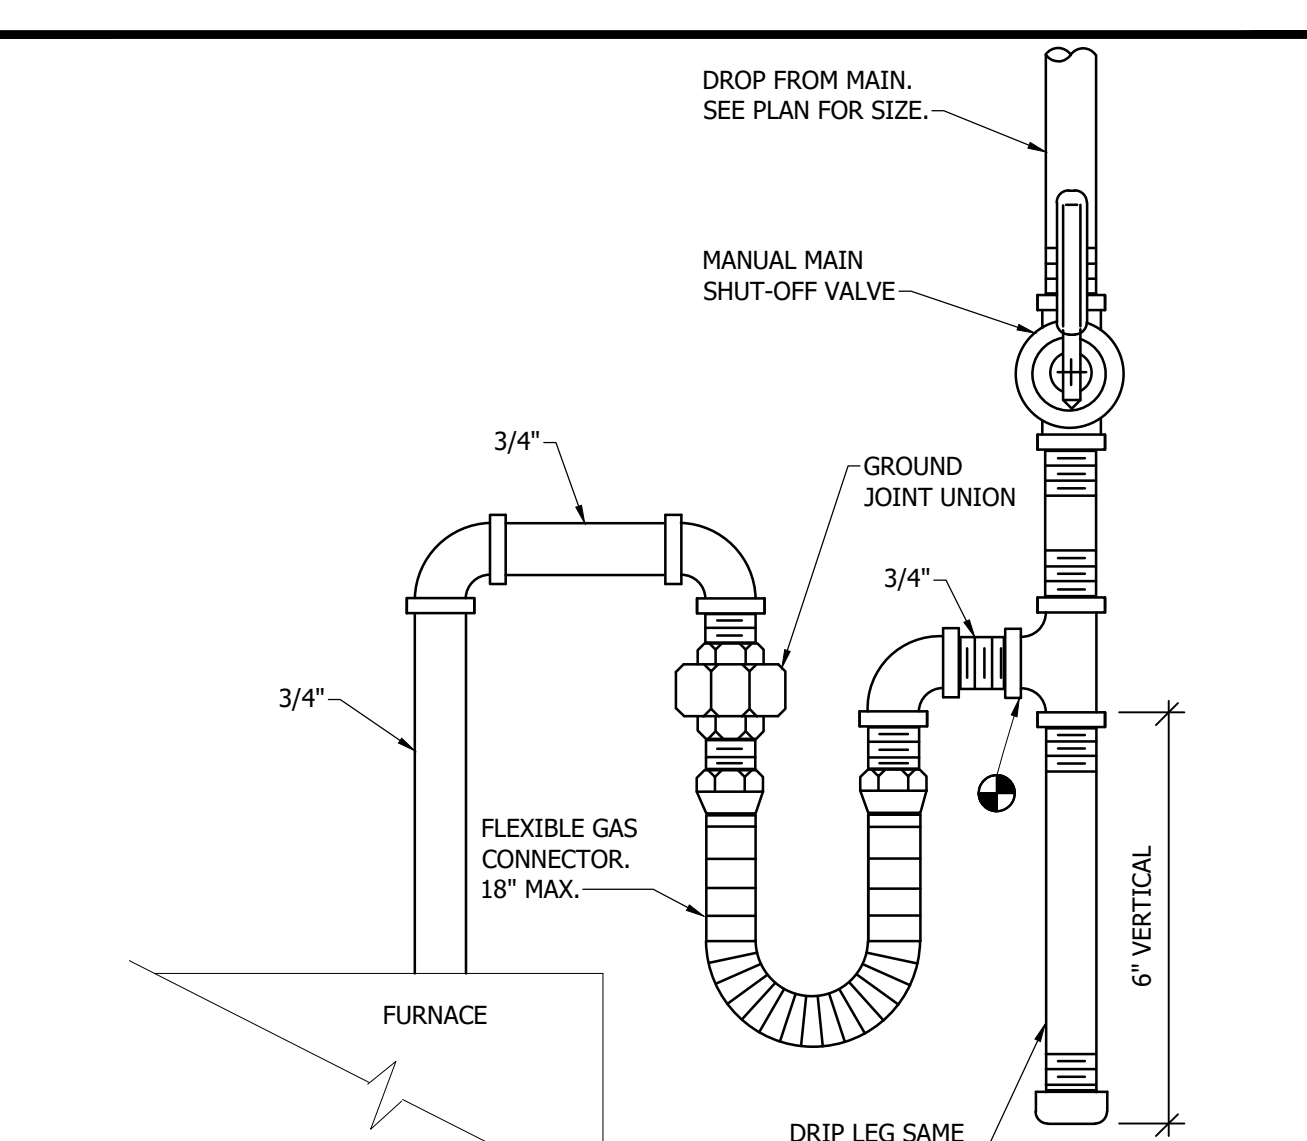 DROP FROM MAIN.
SEE PLAN FOR SIZE.
MANUAL MAIN
SHUT-OFF VALVE
3/4"
GROUND
JOINT UNION
3/4"
3/4"
FLEXIBLE GAS
CONNECTOR.
18" MAX.
6" VERTICAL
FURNACE
DRIP LEG SAME